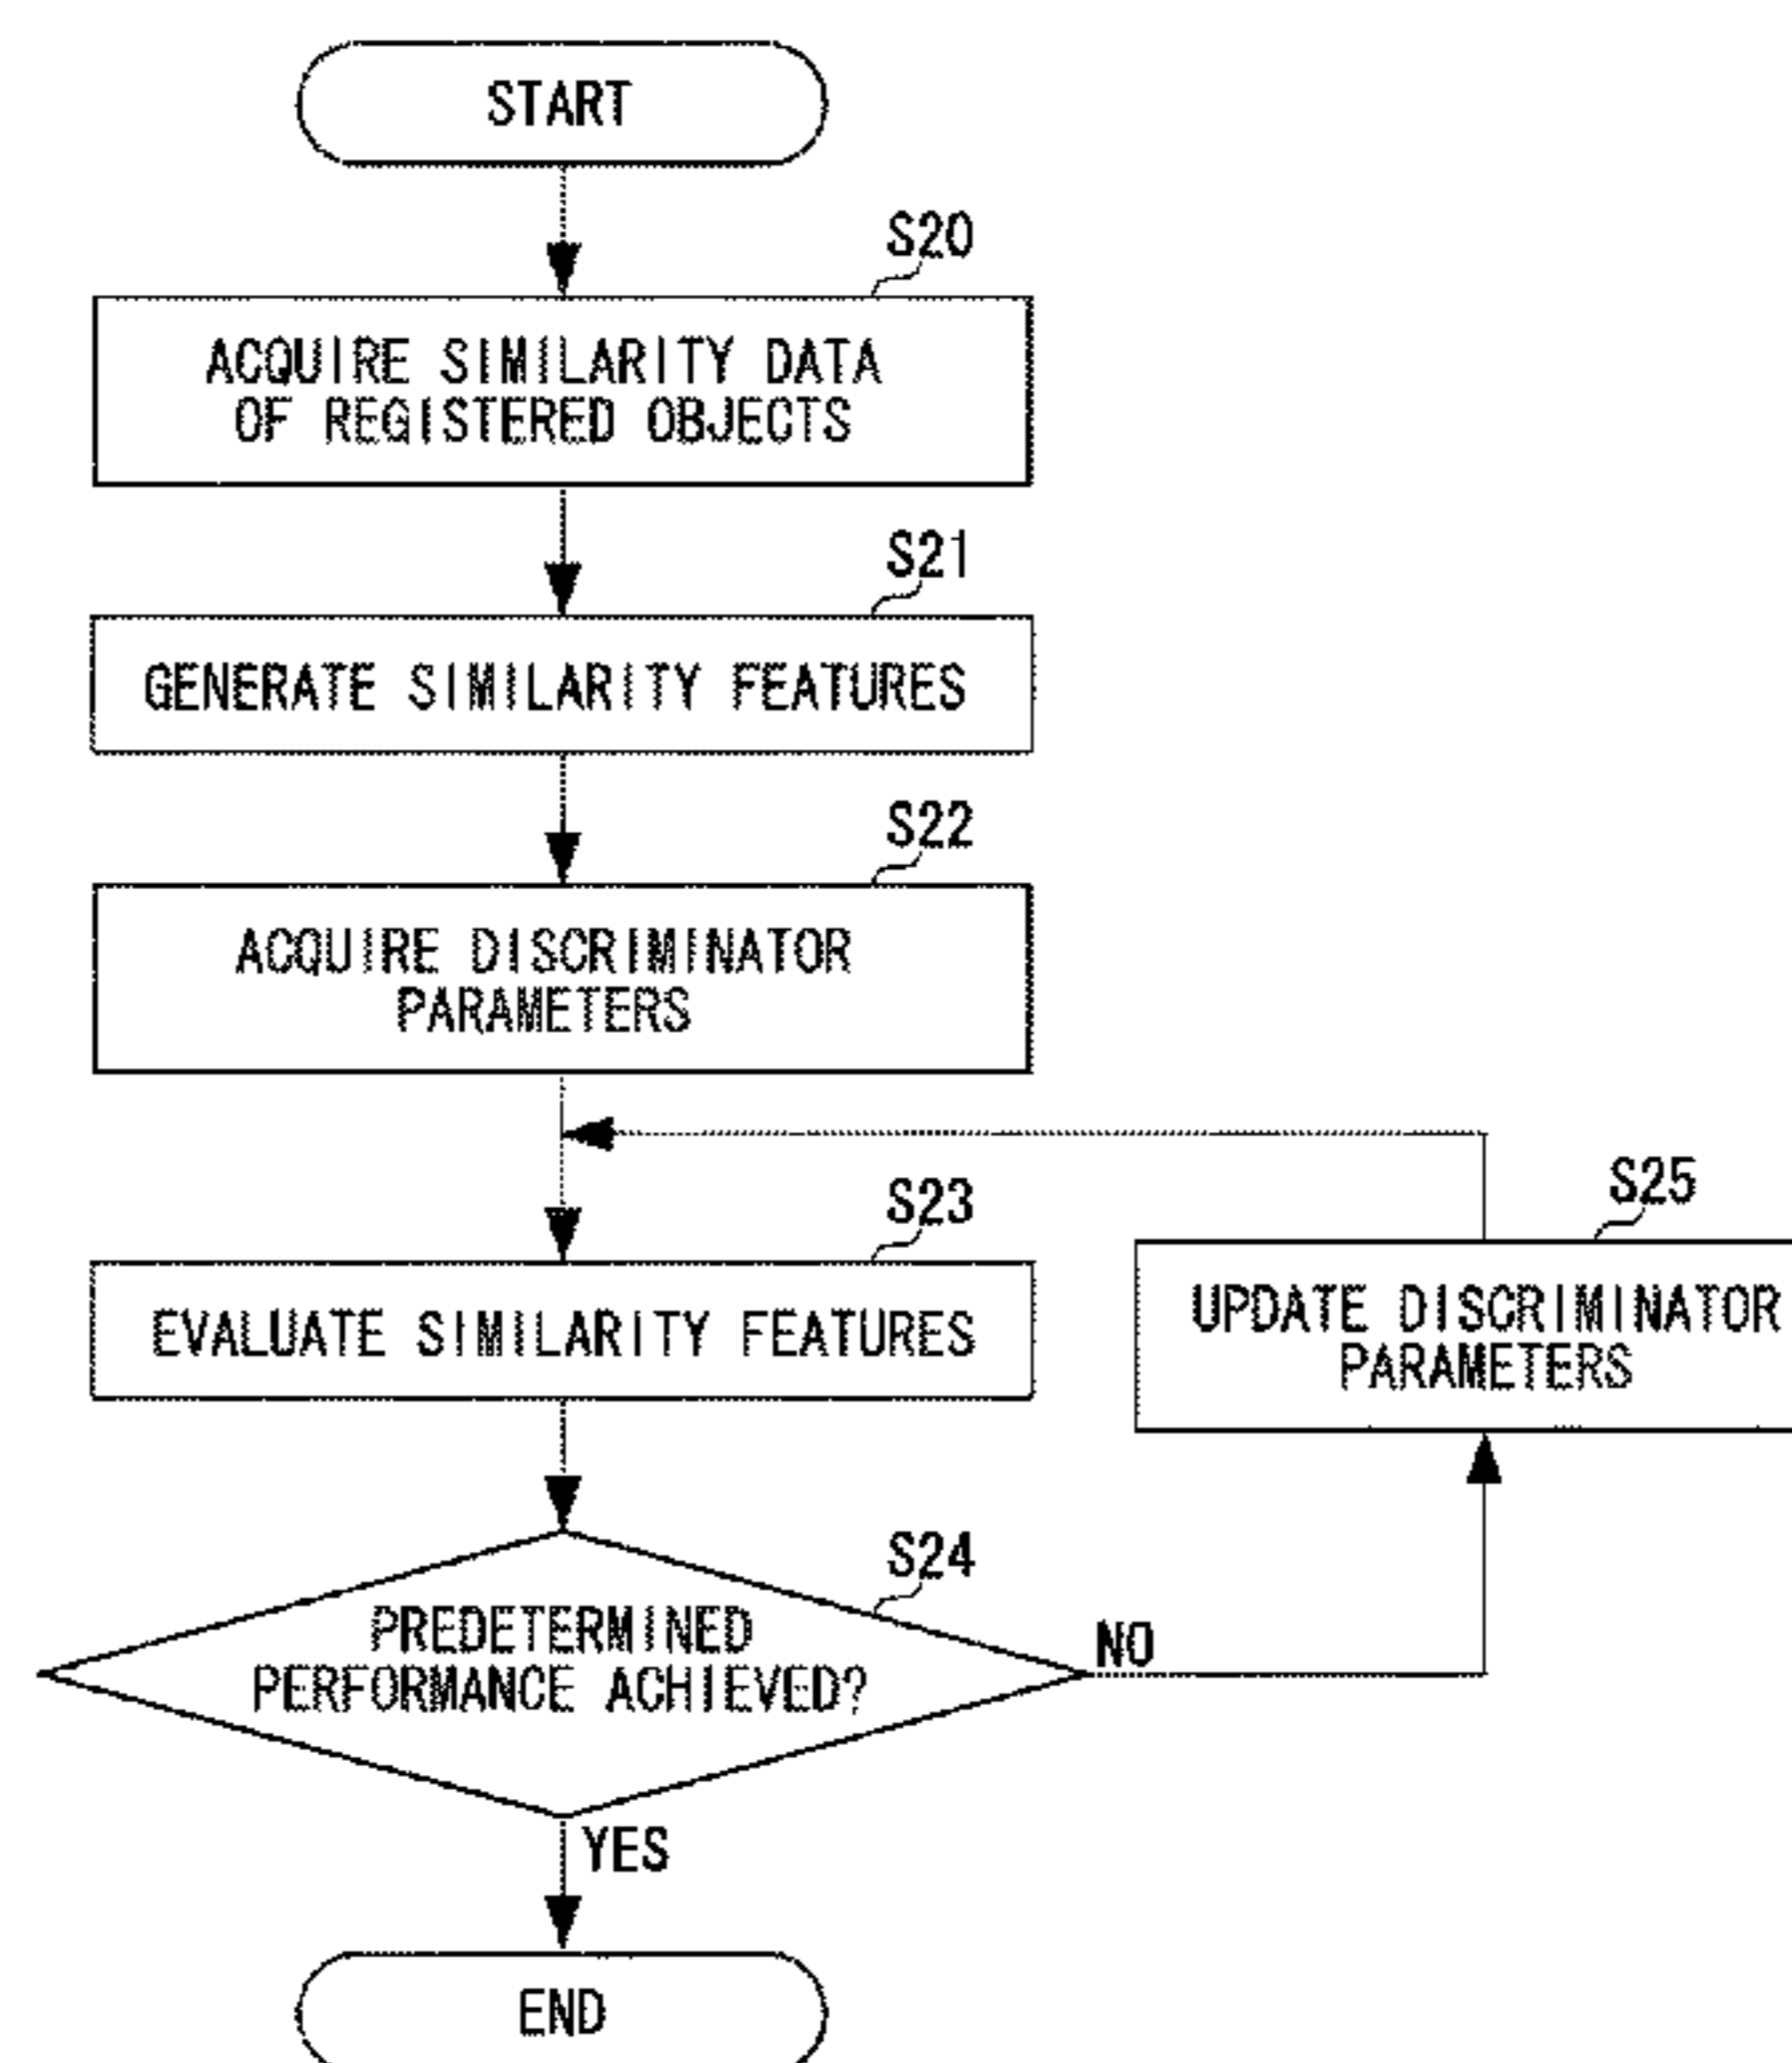 START
S20
ACQUIRE SIMILARITY DATA
OF REGISTERED OBJECTS
S21
GENERATE SIMILARITY FEATURES
S22
ACQUIRE DISCRIMINATOR
PARAMETERS
S23
EVALUATE SIMILARITY FEATURES
S25
UPDATE DISCRIMINATOR
PARAMETERS
S24
PREDETERMINED
PERFORMANCE ACHIEVED?
NO
YES
END